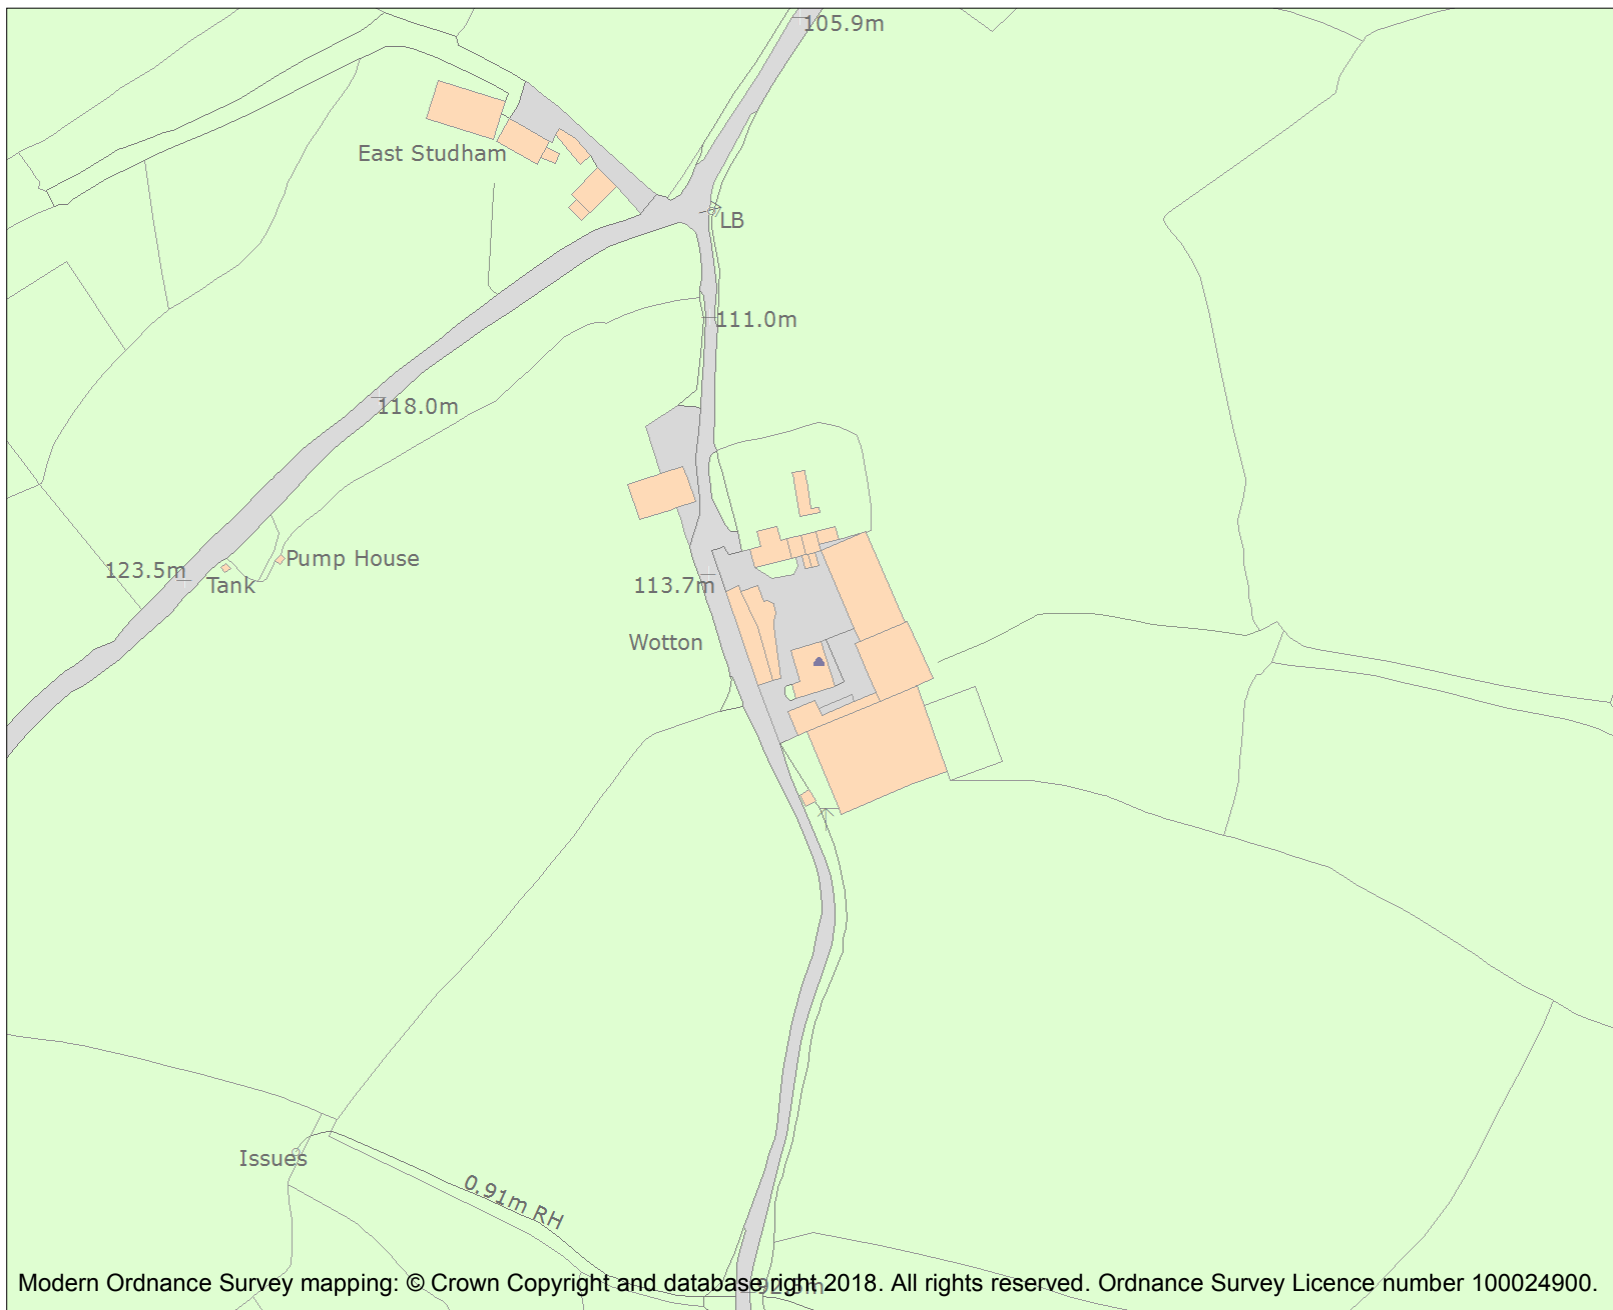 105.9m
East Studham
LB
111.0m
118.0m
Pump House
123.5m
Tank
113.7m
Wotton
Issues
0.91m RH
Modern Ordnance Survey mapping: © Crown Copyright and database right 2018. All rights reserved. Ordnance Survey Licence number 100024900.